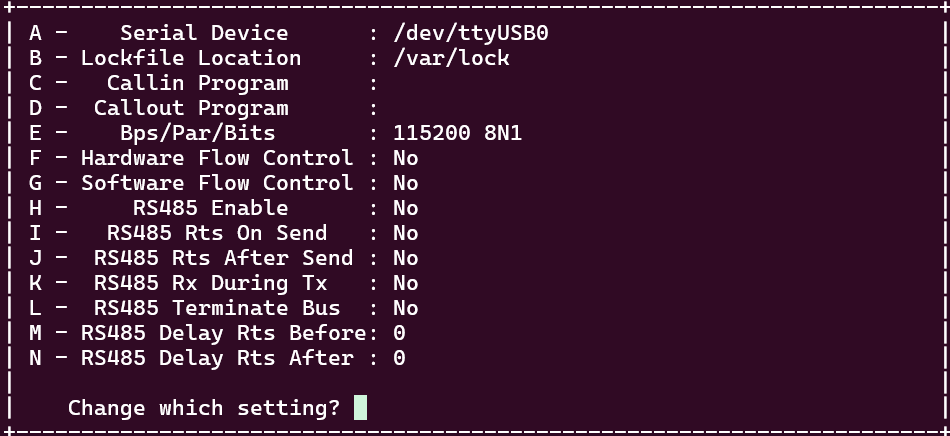 A -    Serial Device      : /dev/ttyUSB0
B - Lockfile Location     : /var/lock
C -   Callin Program      :
D -  Callout Program      :
E -    Bps/Par/Bits       : 115200 8N1
F - Hardware Flow Control : No
G - Software Flow Control : No
H -     RS485 Enable      : No
I -   RS485 Rts On Send   : No
J -  RS485 Rts After Send : No
K -  RS485 Rx During Tx   : No
L -  RS485 Terminate Bus  : No
M - RS485 Delay Rts Before: 0
N - RS485 Delay Rts After : 0
Change which setting?